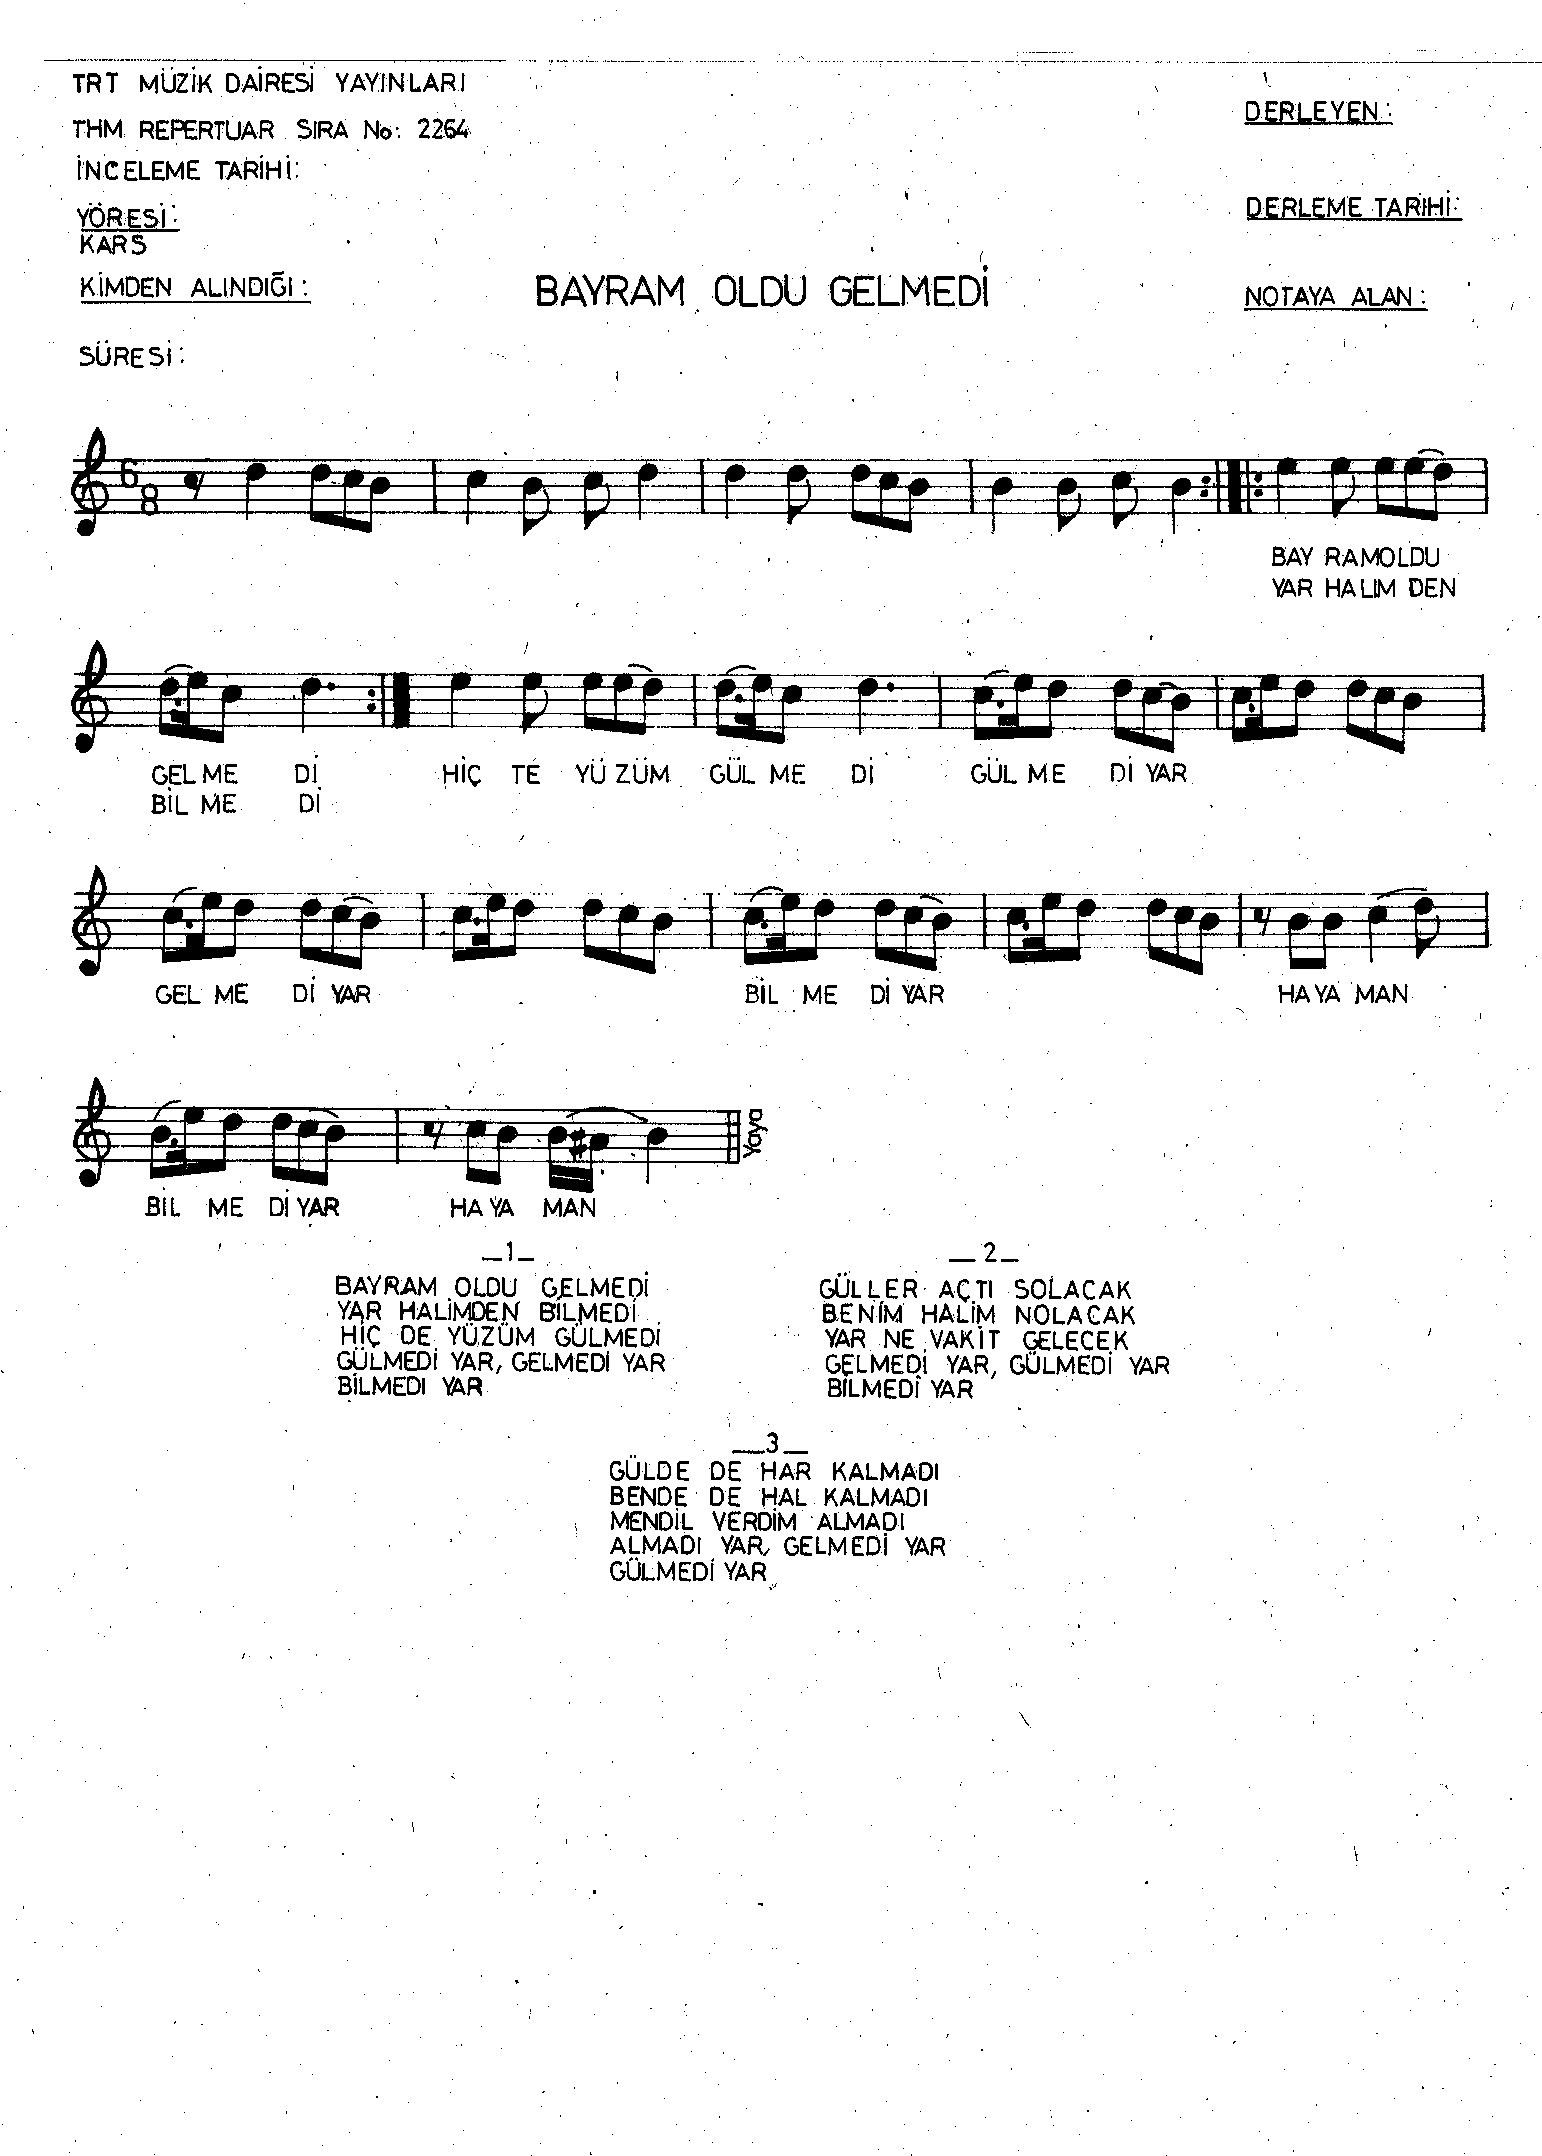 TRT MÜZİK DAİRESİ YAYINLARI
THM REPERTUAR SIRA No: 2264
İNCELEME TARİHİ:
YÖRESİ:
KARS
KİMDEN ALINDIĞI:
SÜRESİ:
BAYRAM OLDU GELMEDİ
DERLEYEN:
DERLEME TARİHİ:
NOTAYA ALAN:
6
8
BAY RAMOLDU
YAR HALIM DEN
GEL ME Dİ HİÇ TE YÜ ZÜM GÜL ME Dİ GÜL ME Dİ YAR
BİL ME Dİ
GEL ME Dİ YAR BİL ME Dİ YAR HA YA MAN
Yaya
BİL ME Dİ YAR HA YA MAN
_1_
BAYRAM OLDU GELMEDİ
YAR HALİMDEN BİLMEDİ
HİÇ DE YÜZÜM GÜLMEDİ
GÜLMEDİ YAR, GELMEDİ YAR
BİLMEDI YAR
_2_
GÜLLER AÇTI SOLACAK
BENİM HALİM NOLACAK
YAR NE VAKİT GELECEK
GELMEDİ YAR, GÜLMEDİ YAR
BİLMEDİ YAR
_3_
GÜLDE DE HAR KALMADI
BENDE DE HAL KALMADI
MENDİL VERDİM ALMADI
ALMADI YAR, GELMEDİ YAR
GÜLMEDİ YAR